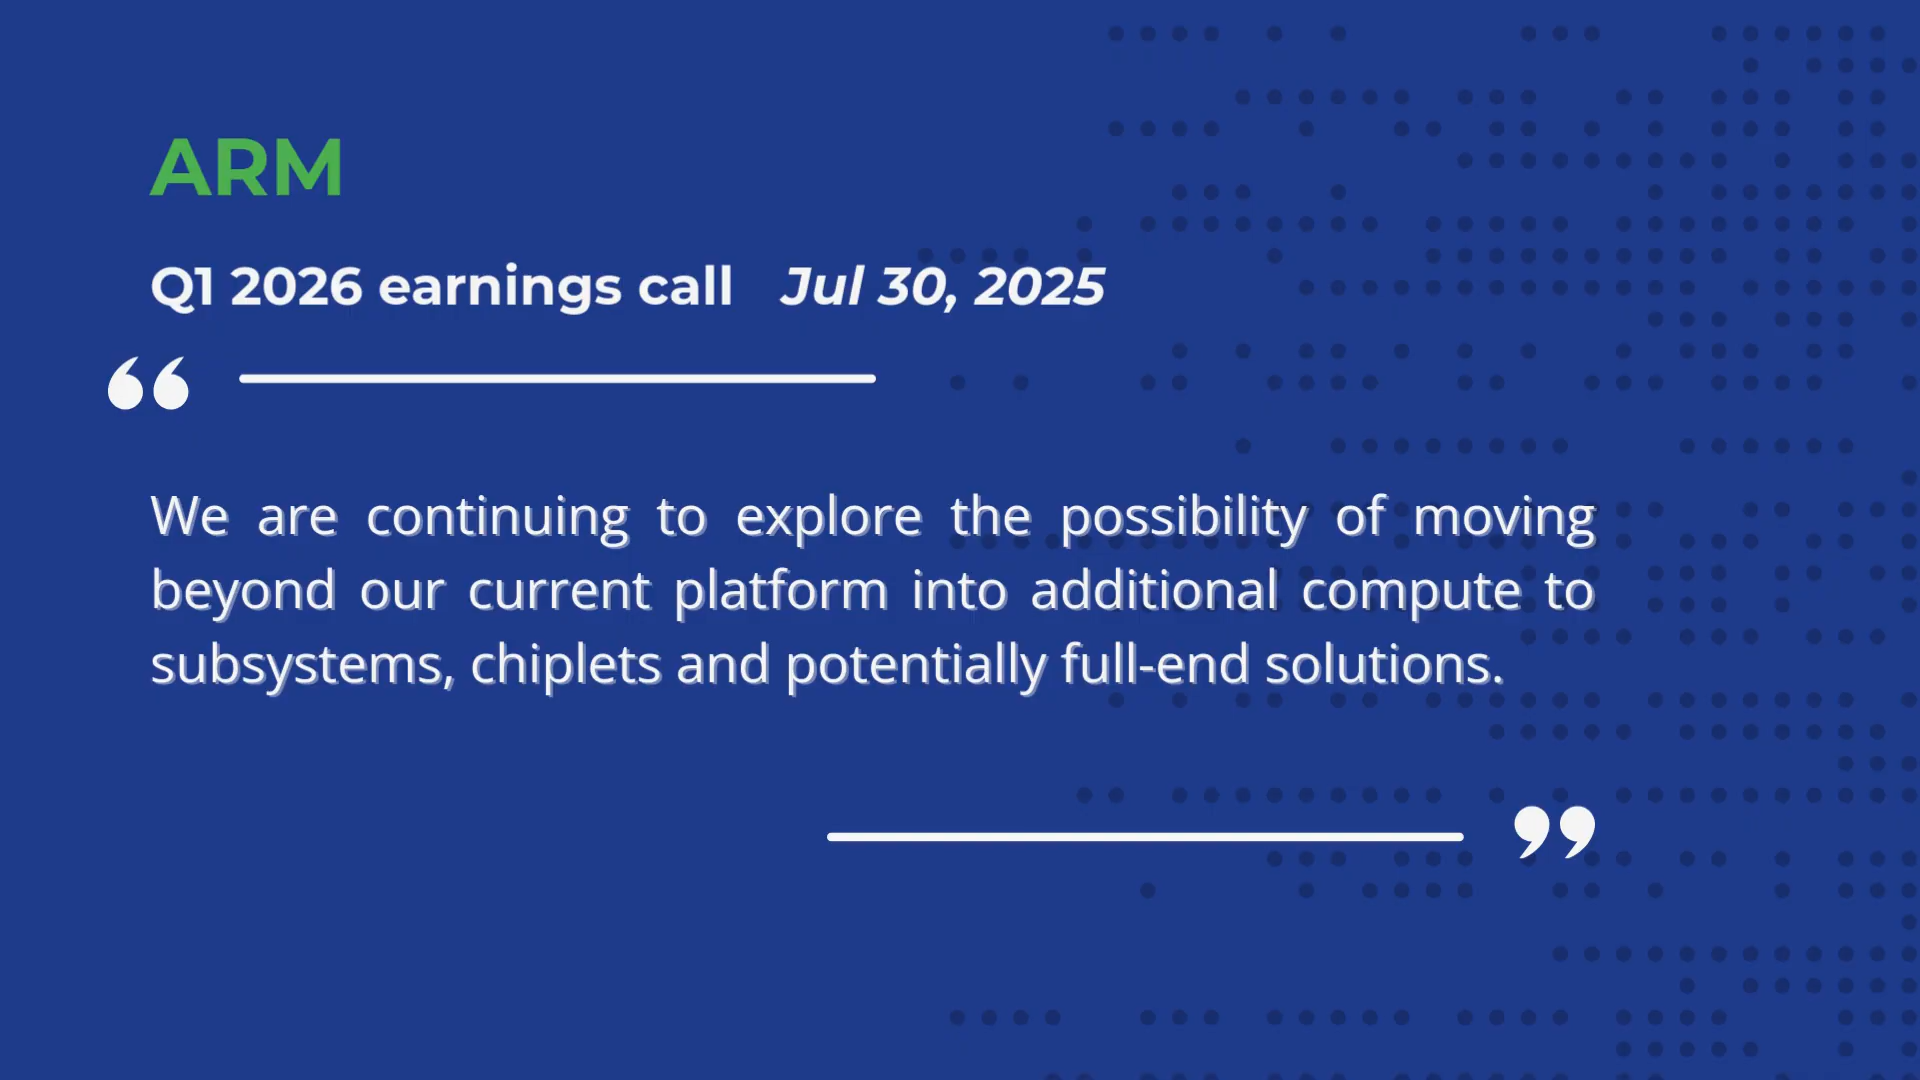 ARM
Q1 2026 earnings call Jul 30, 2025
“
We are continuing to explore the possibility of moving
beyond our current platform into additional compute to
subsystems, chiplets and potentially full-end solutions.
”